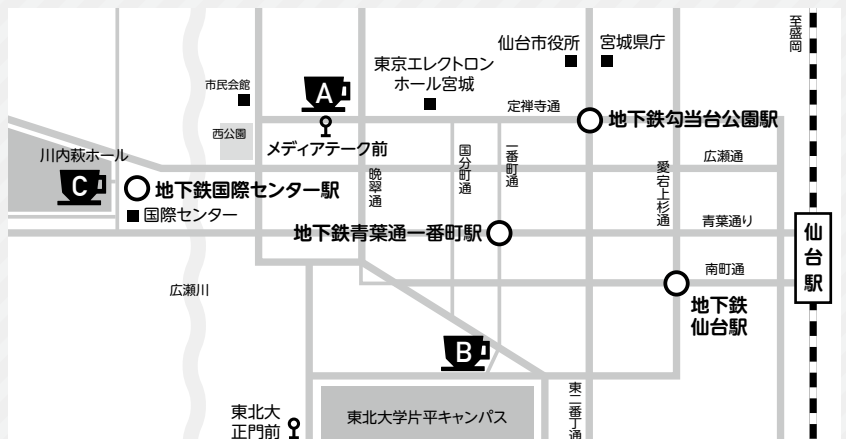 至盛岡
仙台市役所
宮城県庁
東京エレクトロン
ホール宮城
市民会館
A
定禅寺通
地下鉄勾当台公園駅
西公園
メディアテーク前
川内萩ホール
国分町通
一番町通
広瀬通
晩翠通
愛宕上杉通
C
地下鉄国際センター駅
国際センター
地下鉄青葉通一番町駅
青葉通り
仙台駅
南町通
広瀬川
地下鉄
仙台駅
B
東北大
正門前
東北大学片平キャンパス
東二番丁通